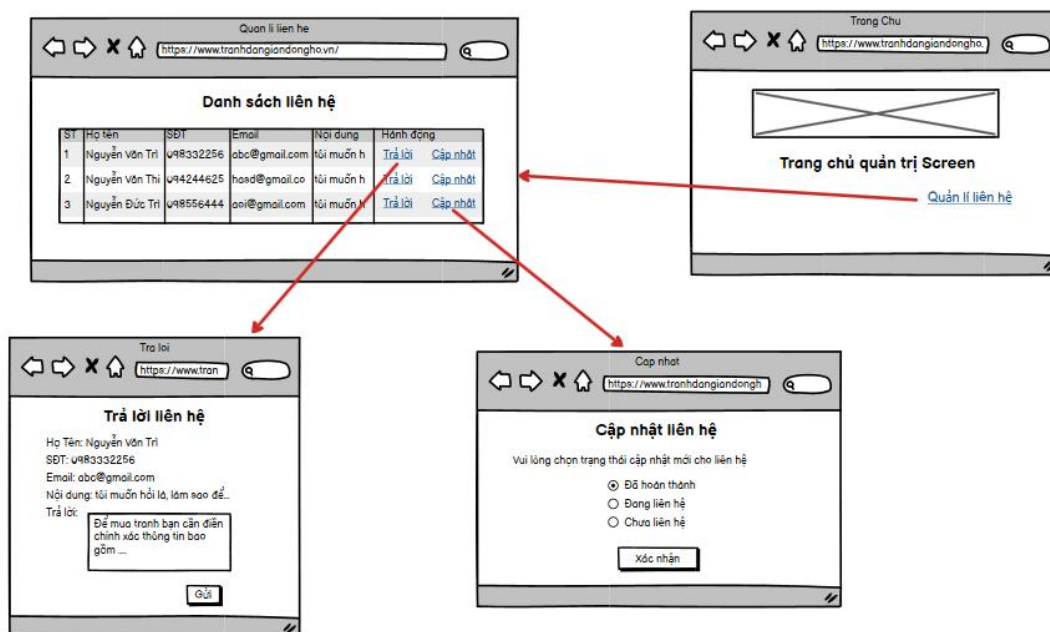 Quan li lien he
https://www.tranhdangiandongho.vn/
Danh sách liên hệ
ST Họ tên SĐT Email Nội dung Hành động
1 Nguyễn Văn Trì 098332256 abc@gmail.com tôi muốn h Trả lời Cập nhât
2 Nguyễn Văn Thi 094244625 hasd@gmail.co tôi muốn h Trả lời Cập nhât
3 Nguyễn Đức Trì 098556444 aoi@gmail.com tôi muốn h Trả lời Cập nhât
Trang Chu
https://www.tranhdangiandongho.
Trang chủ quản trị Screen
Quản lí liên hệ
Tra loi
https://www.tran
Trả lời liên hệ
Họ Tên: Nguyễn Văn Trì
SĐT: 0983332256
Email: abc@gmail.com
Nội dung: tôi muốn hỏi là, làm sao để...
Trả lời:
Để mua tranh bạn cần điền
chính xác thông tin bao
gồm ....
Gửi
Cap nhat
https://www.tranhdangiandongh
Cập nhật liên hệ
Vui lòng chọn trạng thái cập nhật mới cho liên hệ
Đã hoàn thành
Đang liên hệ
Chưa liên hệ
Xác nhận